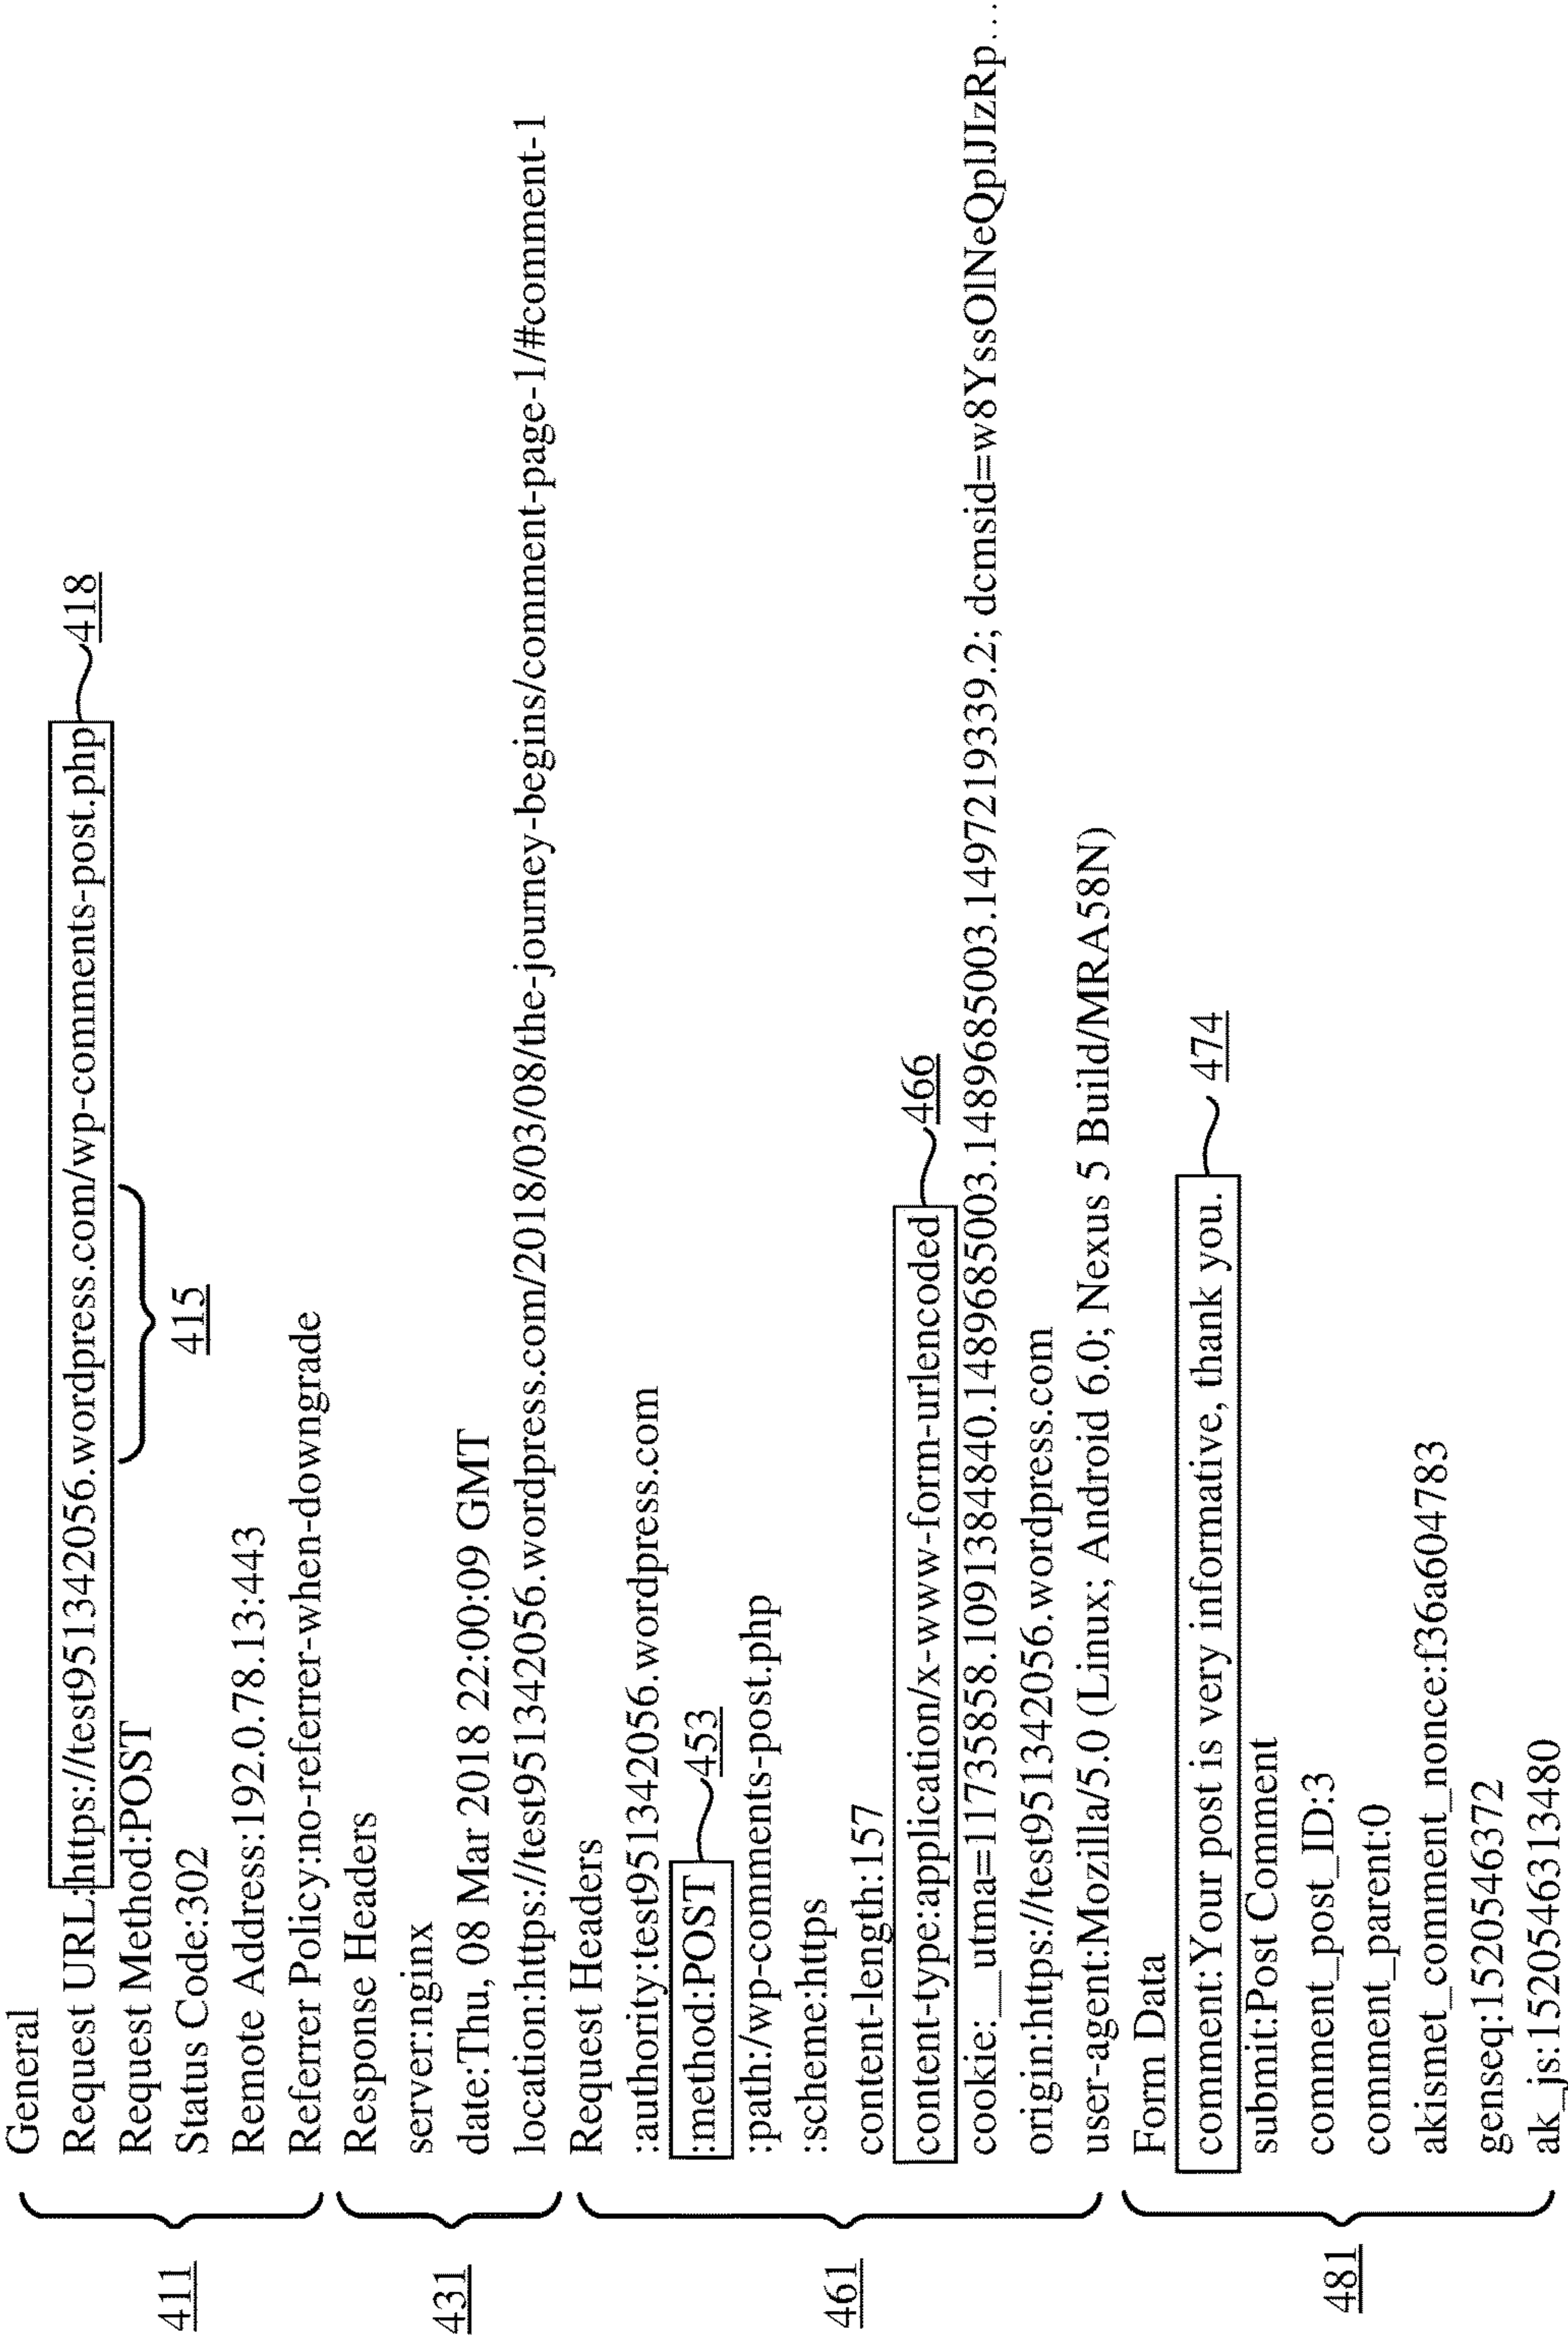 411
General
Request URL:https://test951342056.wordpress.com/wp-comments-post.php 418
Request Method:POST
415
Status Code:302
Remote Address:192.0.78.13:443
Referrer Policy:no-referrer-when-downgrade
431
Response Headers
server:nginx
date:Thu, 08 Mar 2018 22:00:09 GMT
location:https://test951342056.wordpress.com/2018/03/08/the-journey-begins/comment-page-1/#comment-1
461
Request Headers
:authority:test951342056.wordpress.com
:method:POST 453
:path:/wp-comments-post.php
:scheme:https
content-length:157
content-type:application/x-www-form-urlencoded 466
cookie:__utma=11735858.1091384840.1489685003.1489685003.1497219339.2; dcmsid=w8YssOlNeQplJIzRp...
origin:https://test951342056.wordpress.com
user-agent:Mozilla/5.0 (Linux; Android 6.0; Nexus 5 Build/MRA58N)
481
Form Data
comment:Your post is very informative, thank you. 474
submit:Post Comment
comment_post_ID:3
comment_parent:0
akismet_comment_nonce:f36a604783
genseq:1520546372
ak_js:1520546313480